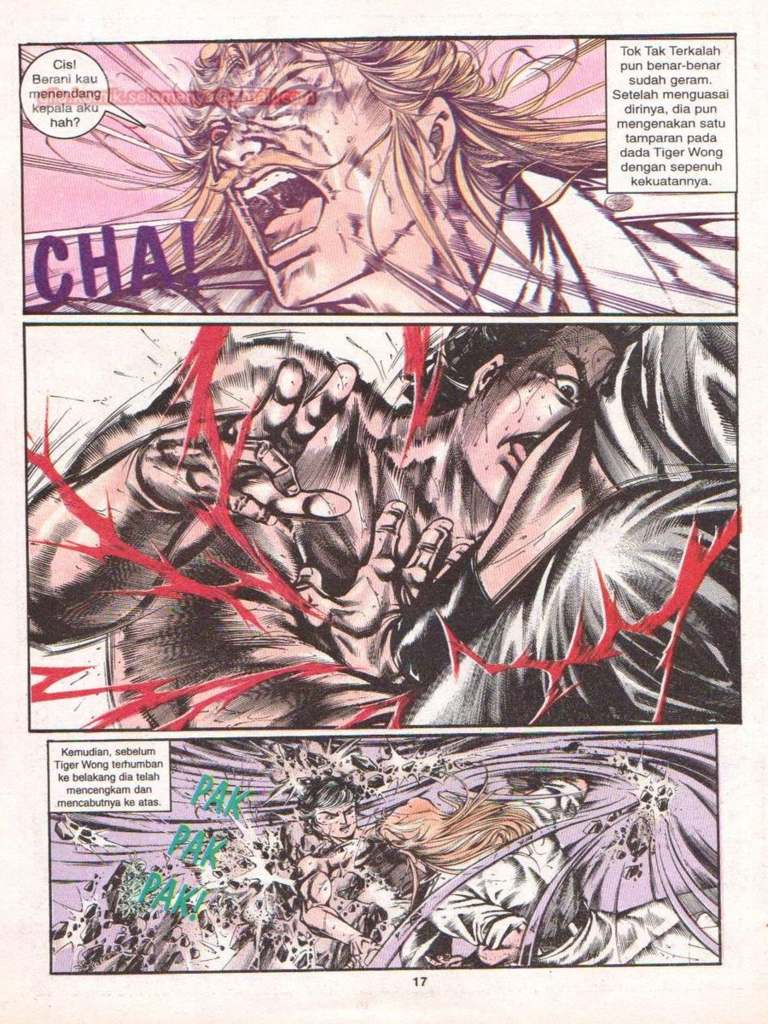 Cis!
Berani kau
menendang
kepala aku
hah?
Tok Tak Terkalah
pun benar-benar
sudah geram.
Setelah menguasai
dirinya, dia pun
mengenakan satu
tamparan pada
dada Tiger Wong
dengan sepenuh
kekuatannya.
CHA!
Kemudian, sebelum
Tiger Wong terhumban
ke belakang dia telah
mencengkam dan
mencabutnya ke atas.
PAK
PAK
PAK!
17